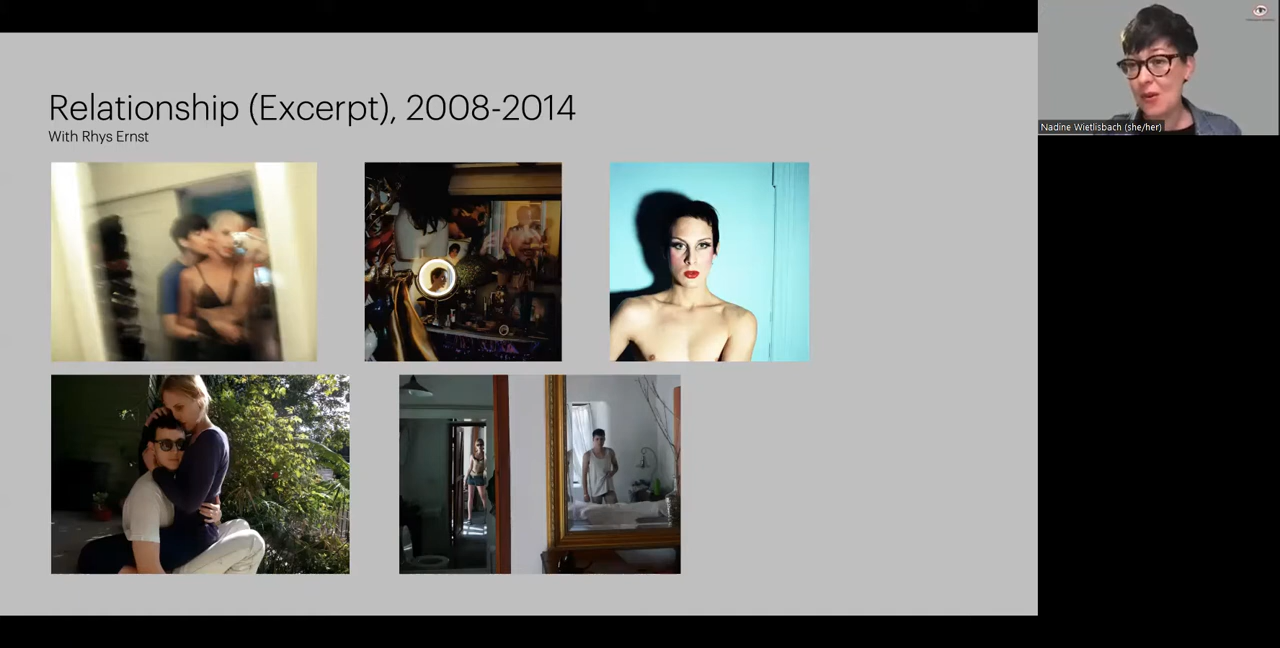 Relationship (Excerpt), 2008-2014
With Rhys Ernst
Nadine Wietlisbach (she/her)